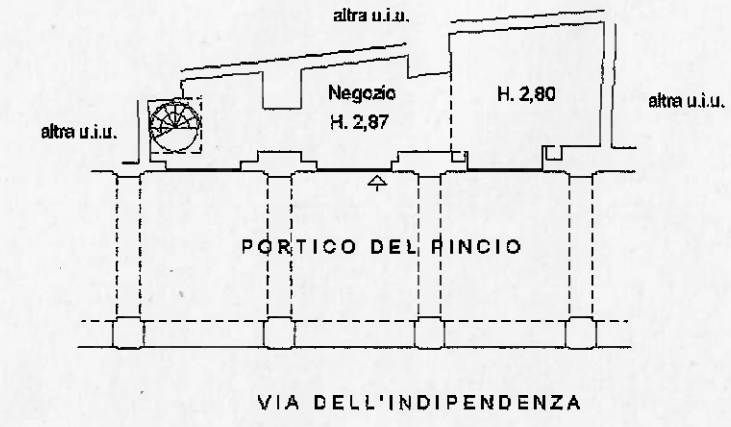 altra u.i.u.
altra u.i.u.
Negozio
H. 2,87
H. 2,80
altra u.i.u.
PORTICO DEL PINCIO
VIA DELL'INDIPENDENZA